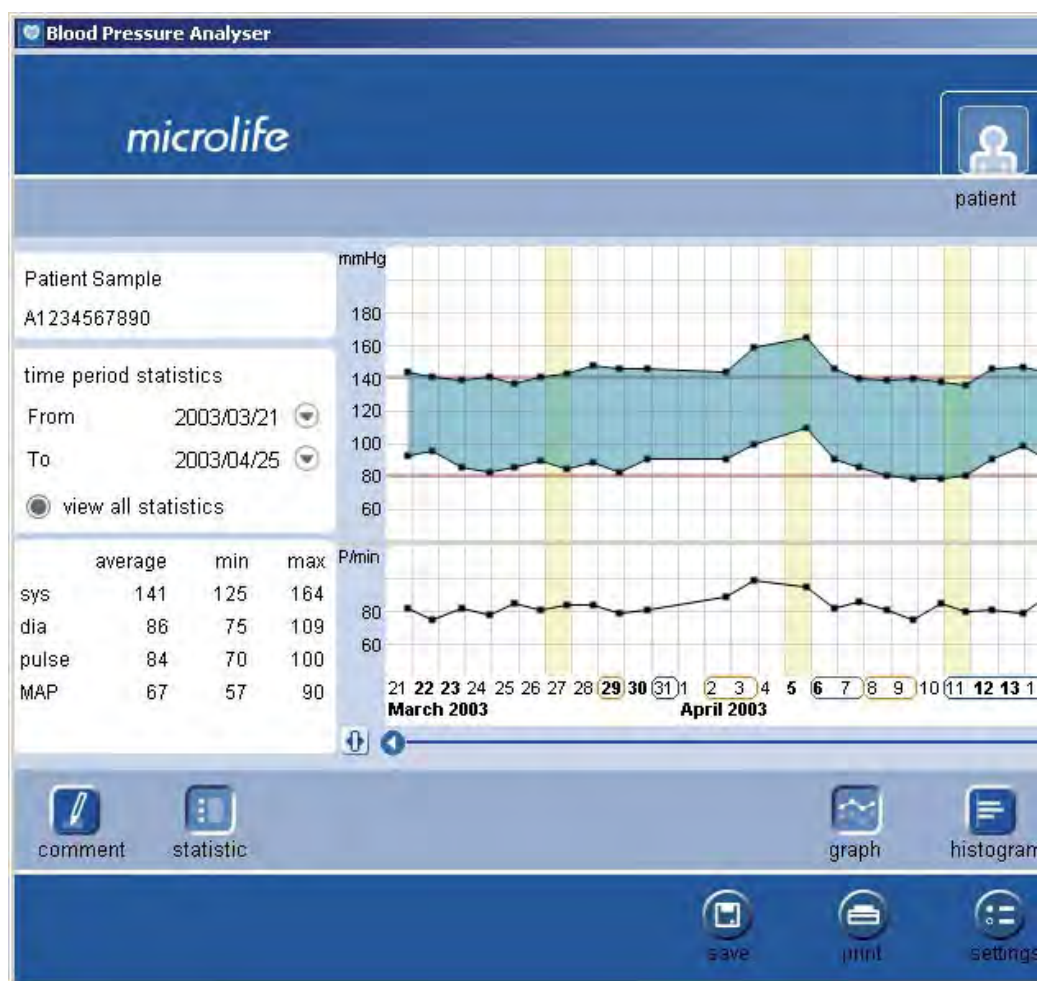 Blood Pressure Analyser
microlife
patient
Patient Sample
A1234567890
time period statistics
From 2003/03/21
To 2003/04/25
view all statistics
average min max
sys 141 125 164
dia 86 75 109
pulse 84 70 100
MAP 67 57 90
mmHg
180
160
140
120
100
80
60
P/min
80
60
21 22 23 24 25 26 27 28 29 30 31 1 2 3 4 5 6 7 8 9 10 11 12 13 1
March 2003 April 2003
comment statistic graph histogram
save print settings